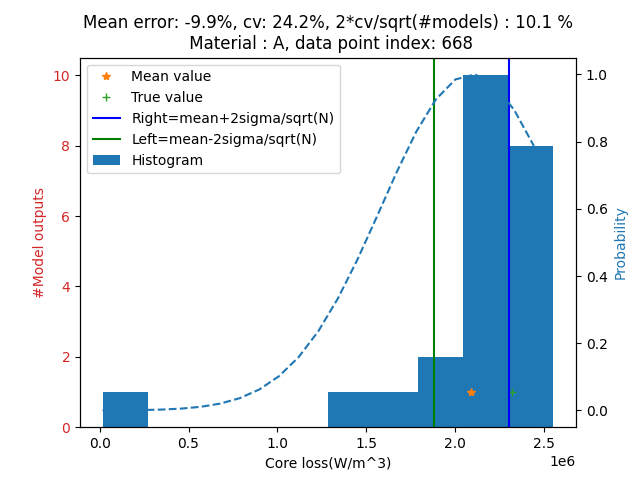 Mean error: -9.9%, cv: 24.2%, 2*cv/sqrt(#models) : 10.1 %
Material : A, data point index: 668
Mean value
True value
Right=mean+2sigma/sqrt(N)
Left=mean-2sigma/sqrt(N)
Histogram
#Model outputs
10
8
6
4
2
0
1.0
0.8
0.6
0.4
0.2
0.0
Probability
0.0 0.5 1.0 1.5 2.0 2.5
1e6
Core loss(W/m^3)